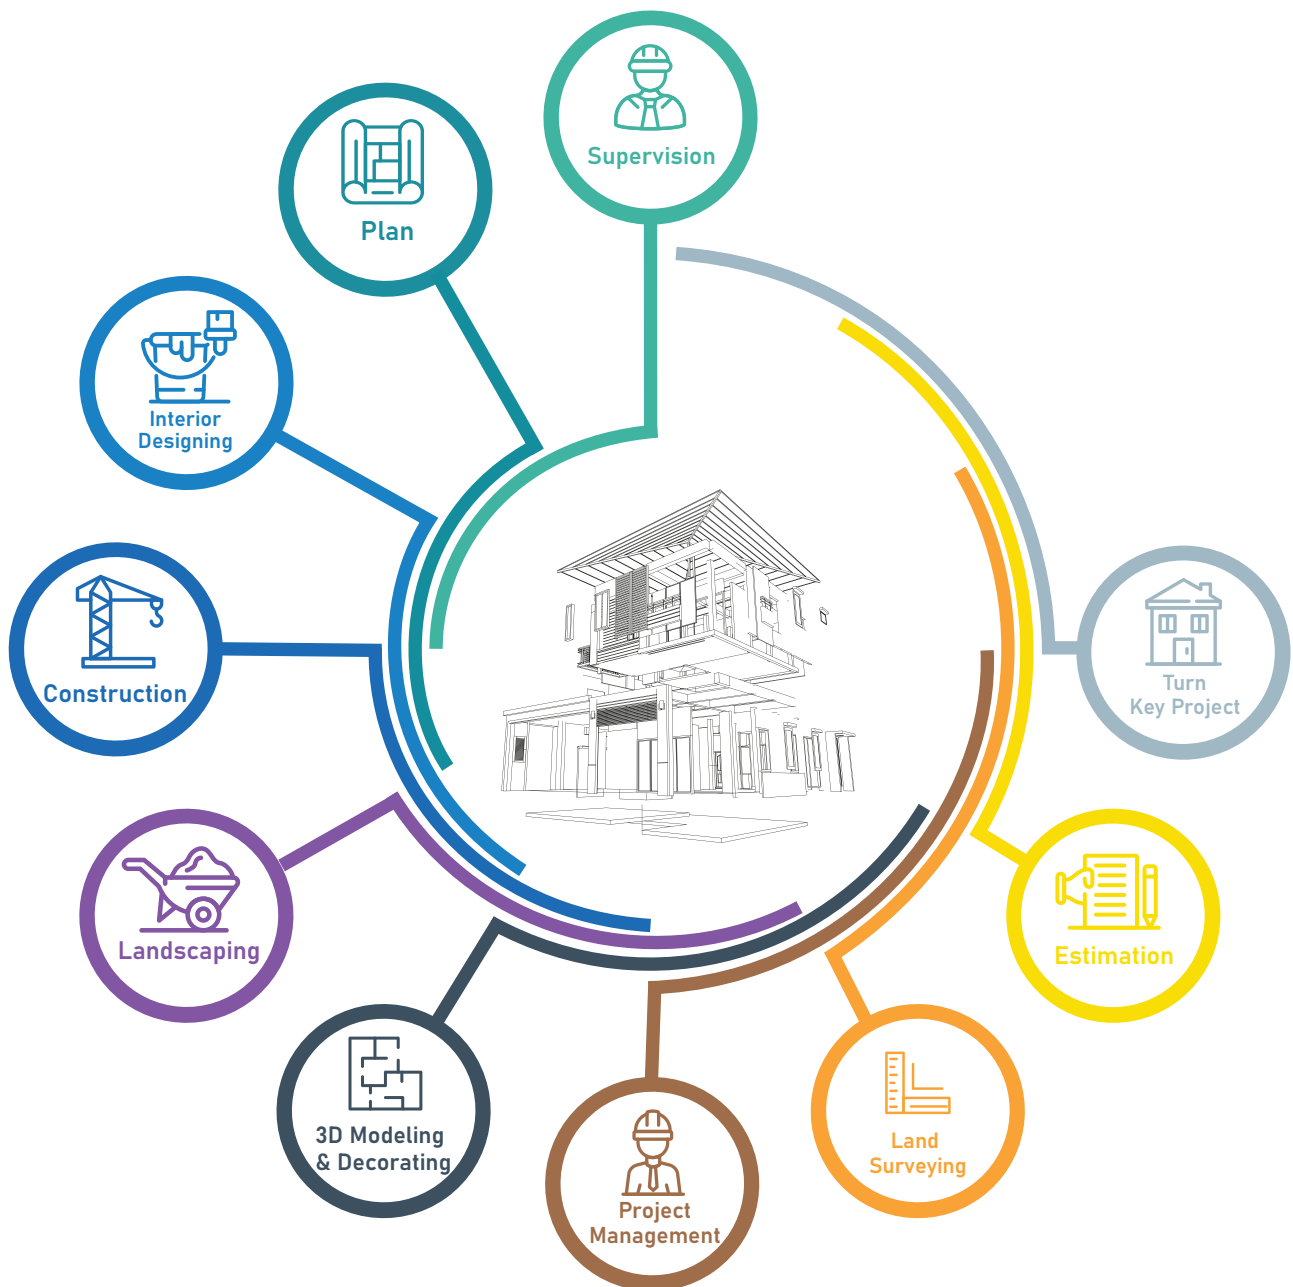 Supervision
Plan
Interior
Designing
Construction
Turn
Key Project
Landscaping
Estimation
3D Modeling
& Decorating
Land
Surveying
Project
Management